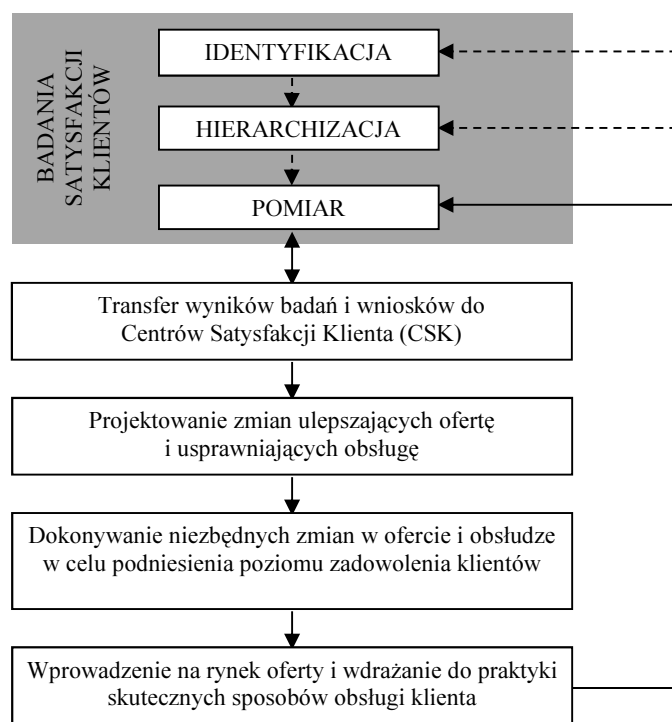 BADANIA
SATYSFAKCJI
KLIENTÓW
IDENTYFIKACJA
HIERARCHIZACJA
POMIAR
Transfer wyników badań i wniosków do
Centrów Satysfakcji Klienta (CSK)
Projektowanie zmian ulepszających ofertę
i usprawniających obsługę
Dokonywanie niezbędnych zmian w ofercie i obsłudze
w celu podniesienia poziomu zadowolenia klientów
Wprowadzenie na rynek oferty i wdrażanie do praktyki
skutecznych sposobów obsługi klienta